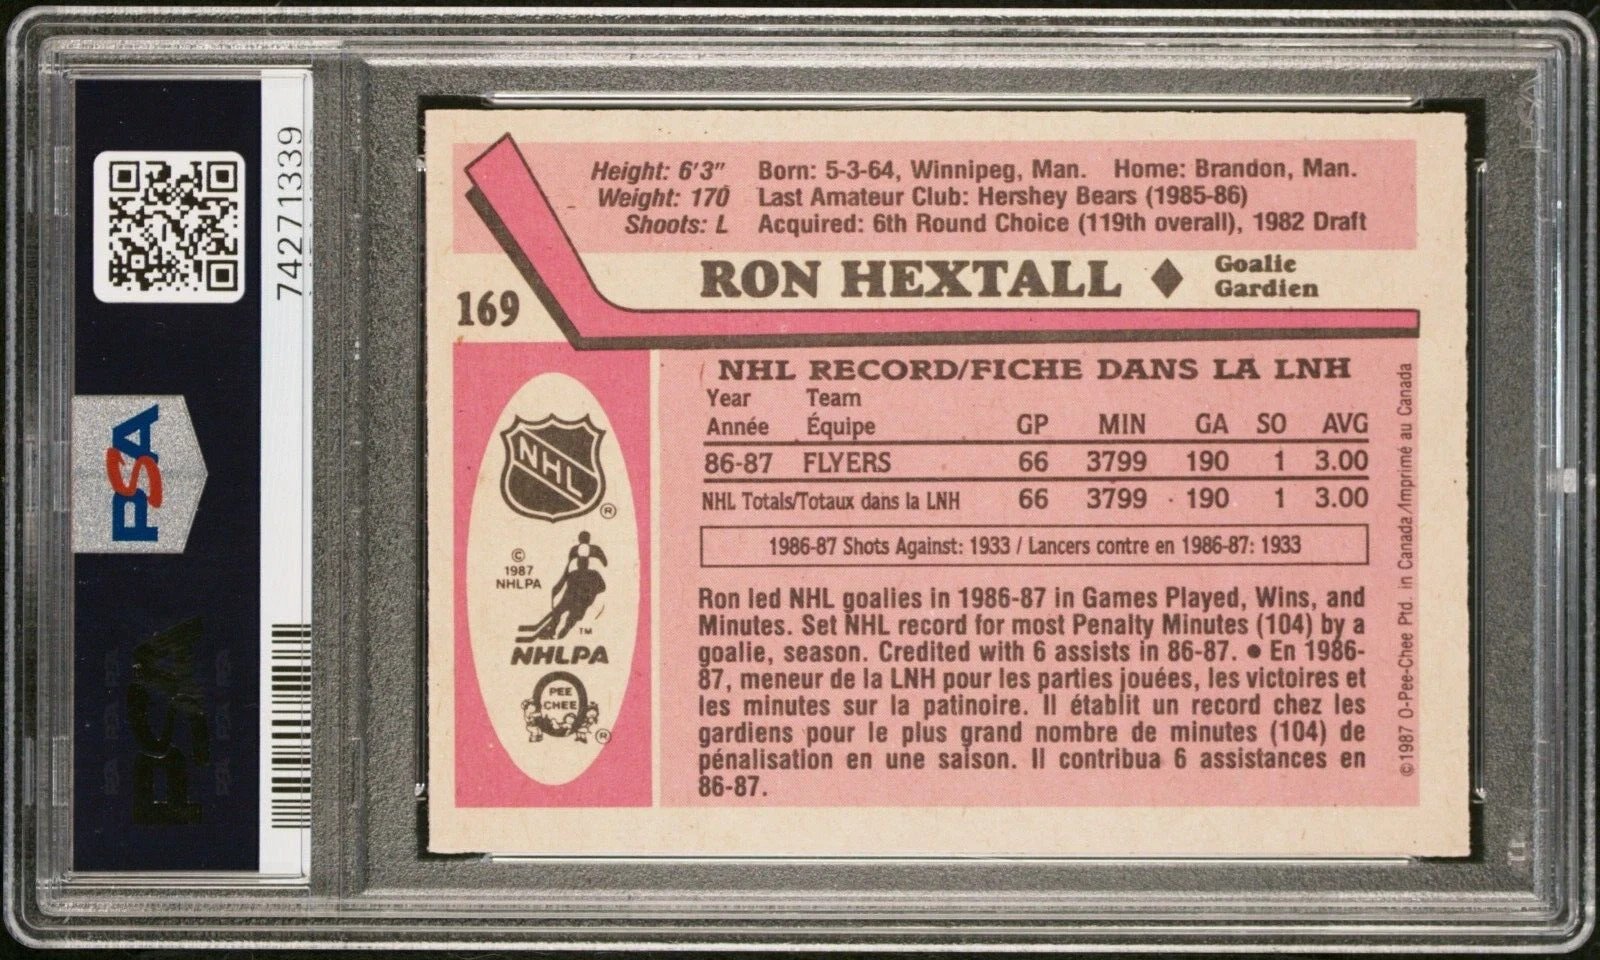 74271339
PSA
PSA
Height: 6'3" Born: 5-3-64, Winnipeg, Man. Home: Brandon, Man.
Weight: 170 Last Amateur Club: Hershey Bears (1985-86)
Shoots: L Acquired: 6th Round Choice (119th overall), 1982 Draft
169
RON HEXTALL ♦ Goalie
Gardien
NHL RECORD/FICHE DANS LA LNH
Year Team
Année Équipe GP MIN GA SO AVG
86-87 FLYERS 66 3799 190 1 3.00
NHL Totals/Totaux dans la LNH 66 3799 190 1 3.00
1986-87 Shots Against: 1933 / Lancers contre en 1986-87: 1933
Ron led NHL goalies in 1986-87 in Games Played, Wins, and
Minutes. Set NHL record for most Penalty Minutes (104) by a
goalie, season. Credited with 6 assists in 86-87. ● En 1986-
87, meneur de la LNH pour les parties jouées, les victoires et
les minutes sur la patinoire. Il établit un record chez les
gardiens pour le plus grand nombre de minutes (104) de
pénalisation en une saison. Il contribua 6 assistances en
86-87.
NHL
®
©
1987
NHLPA
TM
NHLPA
O
PEE
CHEE
®
©1987 O-Pee-Chee Ptd. in Canada/Imprimé au Canada